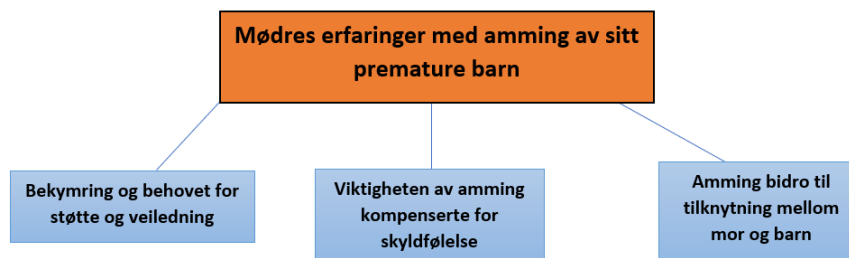 Mødres erfaringer med amming av sitt
premature barn
Bekymring og behovet for
støtte og veiledning
Viktigheten av amming
kompenserte for
skyldfølelse
Amming bidro til
tilknytning mellom
mor og barn